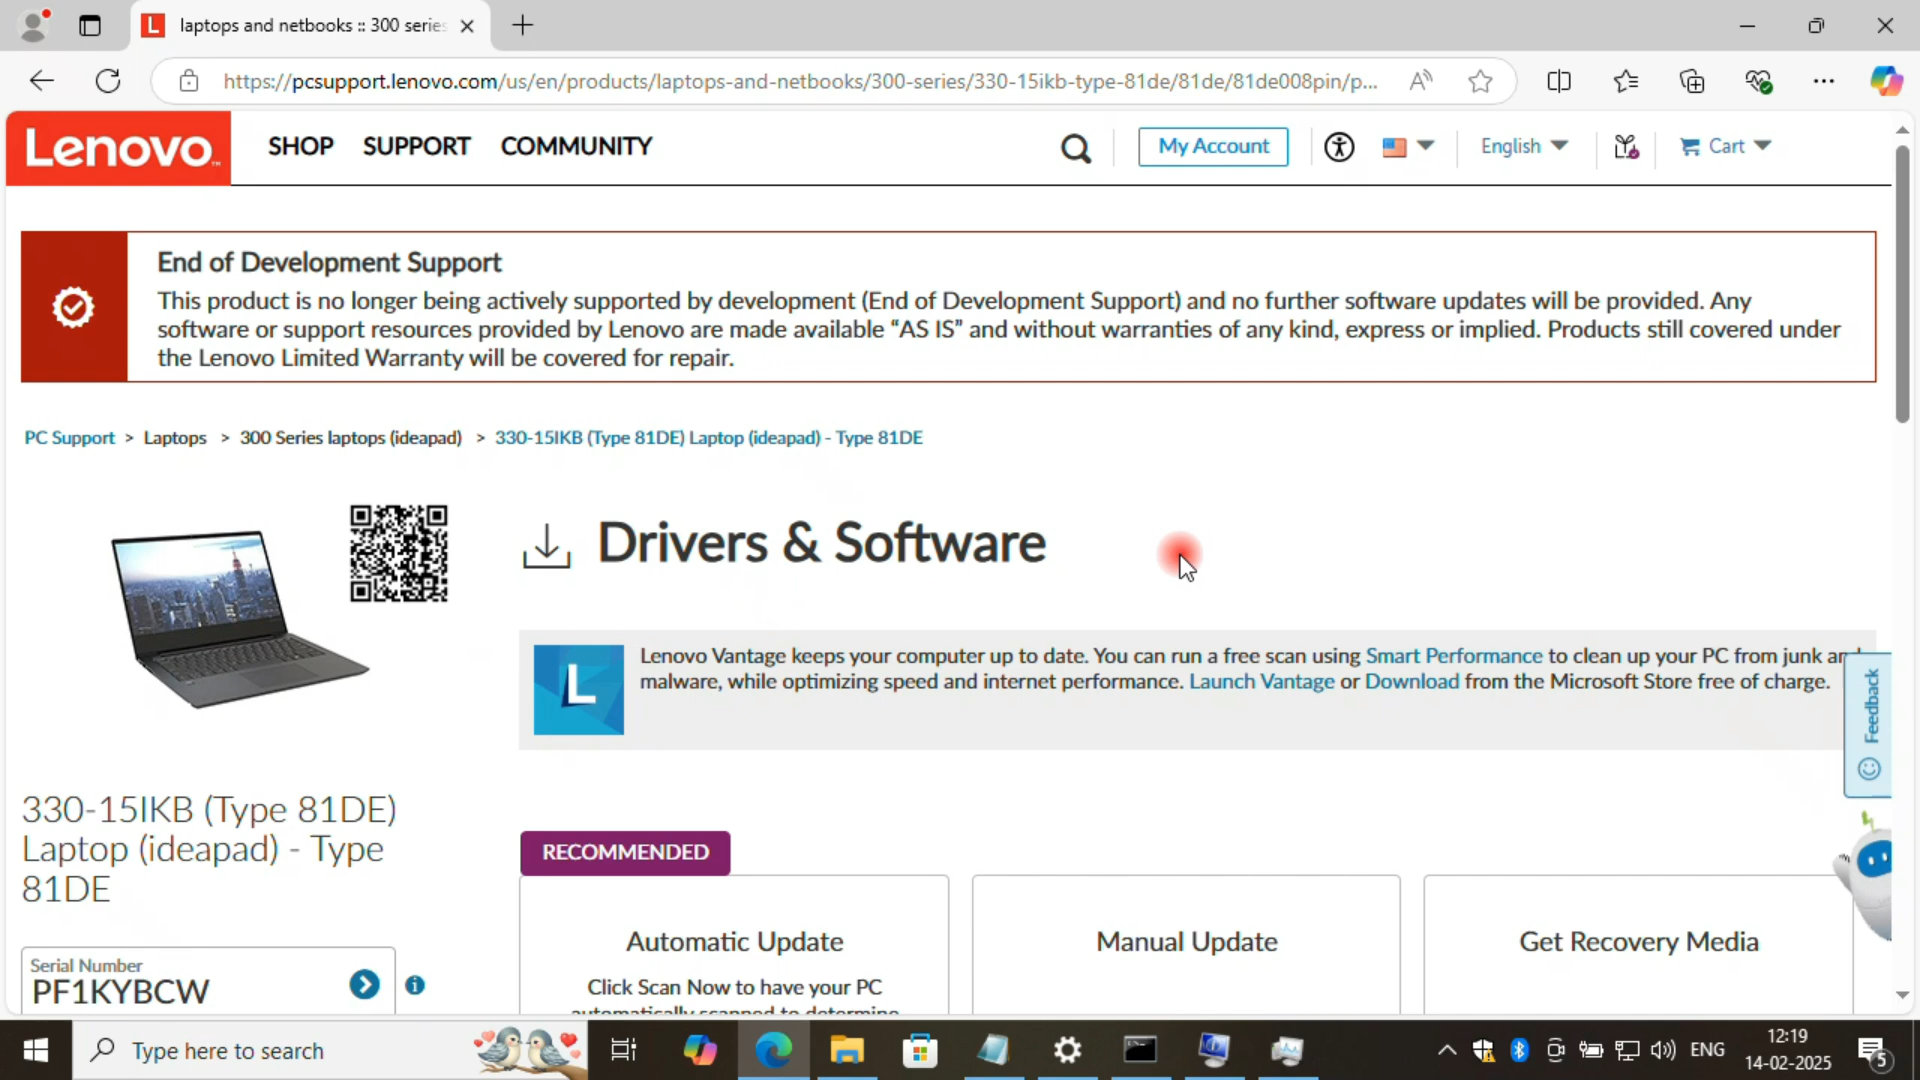 laptops and netbooks :: 300 serie
https://pcsupport.lenovo.com/us/en/products/laptops-and-netbooks/300-series/330-15ikb-type-81de/81de/81de008pin/p...
Lenovo™
SHOP SUPPORT COMMUNITY
My Account
English
Cart
End of Development Support
This product is no longer being actively supported by development (End of Development Support) and no further software updates will be provided. Any
software or support resources provided by Lenovo are made available “AS IS” and without warranties of any kind, express or implied. Products still covered under
the Lenovo Limited Warranty will be covered for repair.
PC Support > Laptops > 300 Series laptops (ideapad) > 330-15IKB (Type 81DE) Laptop (ideapad) - Type 81DE
Drivers & Software
L
Lenovo Vantage keeps your computer up to date. You can run a free scan using Smart Performance to clean up your PC from junk and
malware, while optimizing speed and internet performance. Launch Vantage or Download from the Microsoft Store free of charge.
Feedback
330-15IKB (Type 81DE)
Laptop (ideapad) - Type
81DE
Serial Number
PF1KYBCW
RECOMMENDED
Automatic Update
Click Scan Now to have your PC
automatically scanned to determine
Manual Update
Get Recovery Media
Type here to search
ENG
12:19
14-02-2025
5